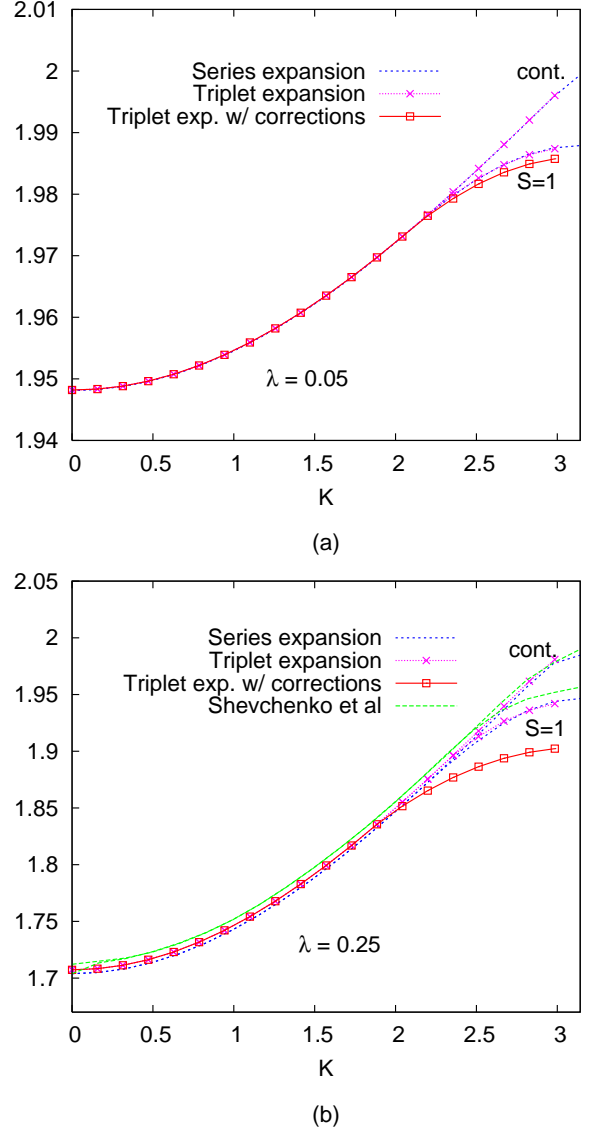 2.01
2
1.99
1.98
1.97
1.96
1.95
1.94
Series expansion
Triplet expansion
Triplet exp. w/ corrections
cont.
S=1
λ = 0.05
0 0.5 1 1.5 2 2.5 3
K
(a)
2.05
2
1.95
1.9
1.85
1.8
1.75
1.7
Series expansion
Triplet expansion
Triplet exp. w/ corrections
Shevchenko et al
cont.
S=1
λ = 0.25
0 0.5 1 1.5 2 2.5 3
K
(b)